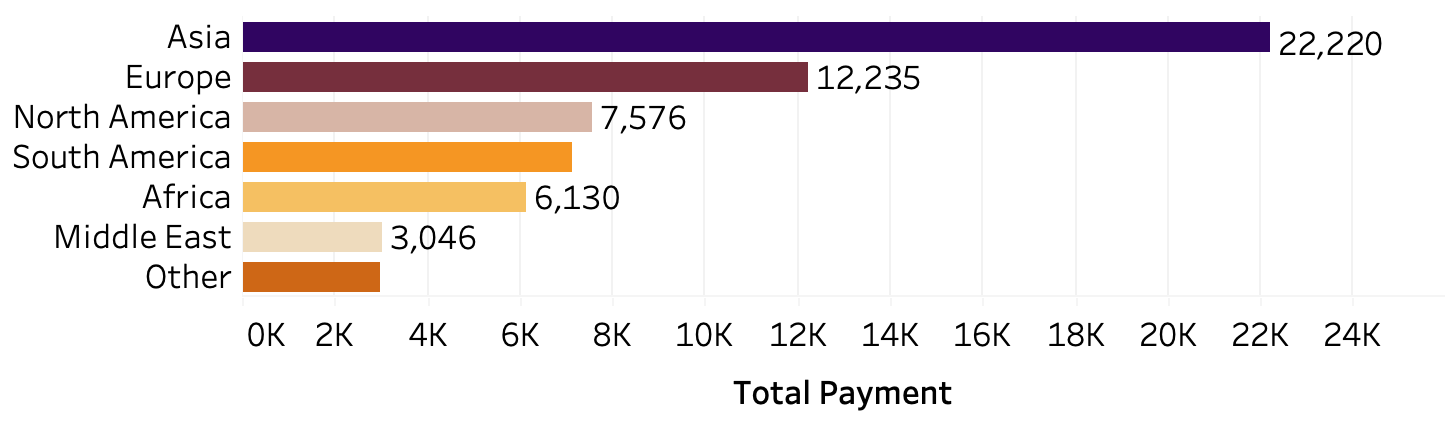 Asia 22,220
Europe 12,235
North America 7,576
South America
Africa 6,130
Middle East 3,046
Other
0K 2K 4K 6K 8K 10K 12K 14K 16K 18K 20K 22K 24K
Total Payment